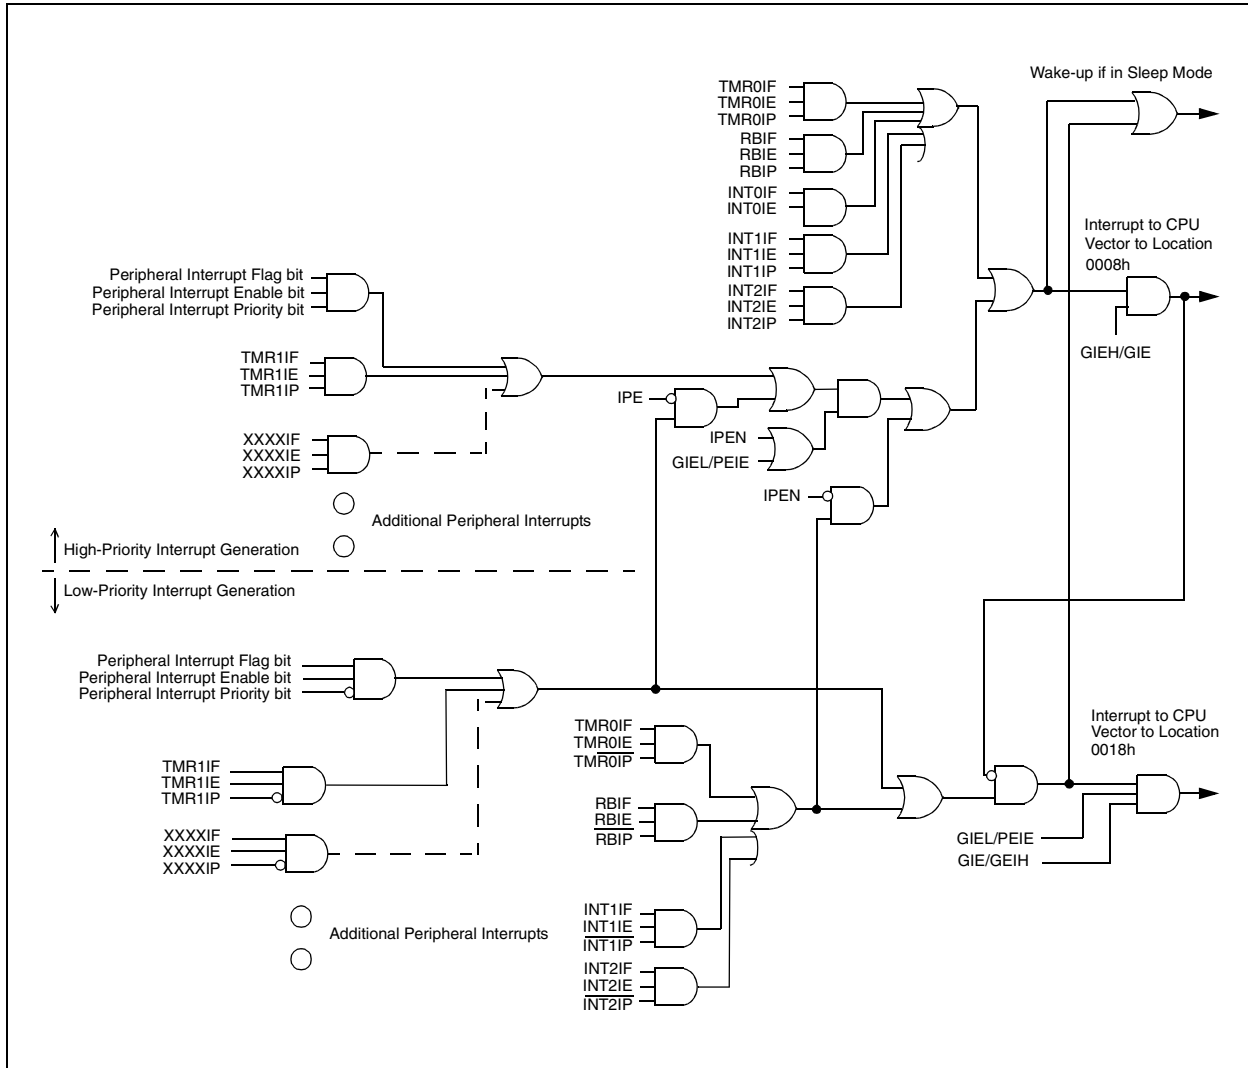 Wake-up if in Sleep Mode
TMR0IF
TMR0IE
TMR0IP
RBIF
RBIE
RBIP
INT0IF
INT0IE
INT1IF
INT1IE
INT1IP
INT2IF
INT2IE
INT2IP
Interrupt to CPU
Vector to Location
0008h
GIEH/GIE
Peripheral Interrupt Flag bit
Peripheral Interrupt Enable bit
Peripheral Interrupt Priority bit
TMR1IF
TMR1IE
TMR1IP
XXXXIF
XXXXIE
XXXXIP
IPE
IPEN
GIEL/PEIE
IPEN
Additional Peripheral Interrupts
High-Priority Interrupt Generation
Low-Priority Interrupt Generation
Peripheral Interrupt Flag bit
Peripheral Interrupt Enable bit
Peripheral Interrupt Priority bit
TMR1IF
TMR1IE
TMR1IP
XXXXIF
XXXXIE
XXXXIP
Additional Peripheral Interrupts
TMR0IF
TMR0IE
TMR0IP
RBIF
RBIE
RBIP
INT1IF
INT1IE
INT1IP
INT2IF
INT2IE
INT2IP
Interrupt to CPU
Vector to Location
0018h
GIEL/PEIE
GIE/GEIH